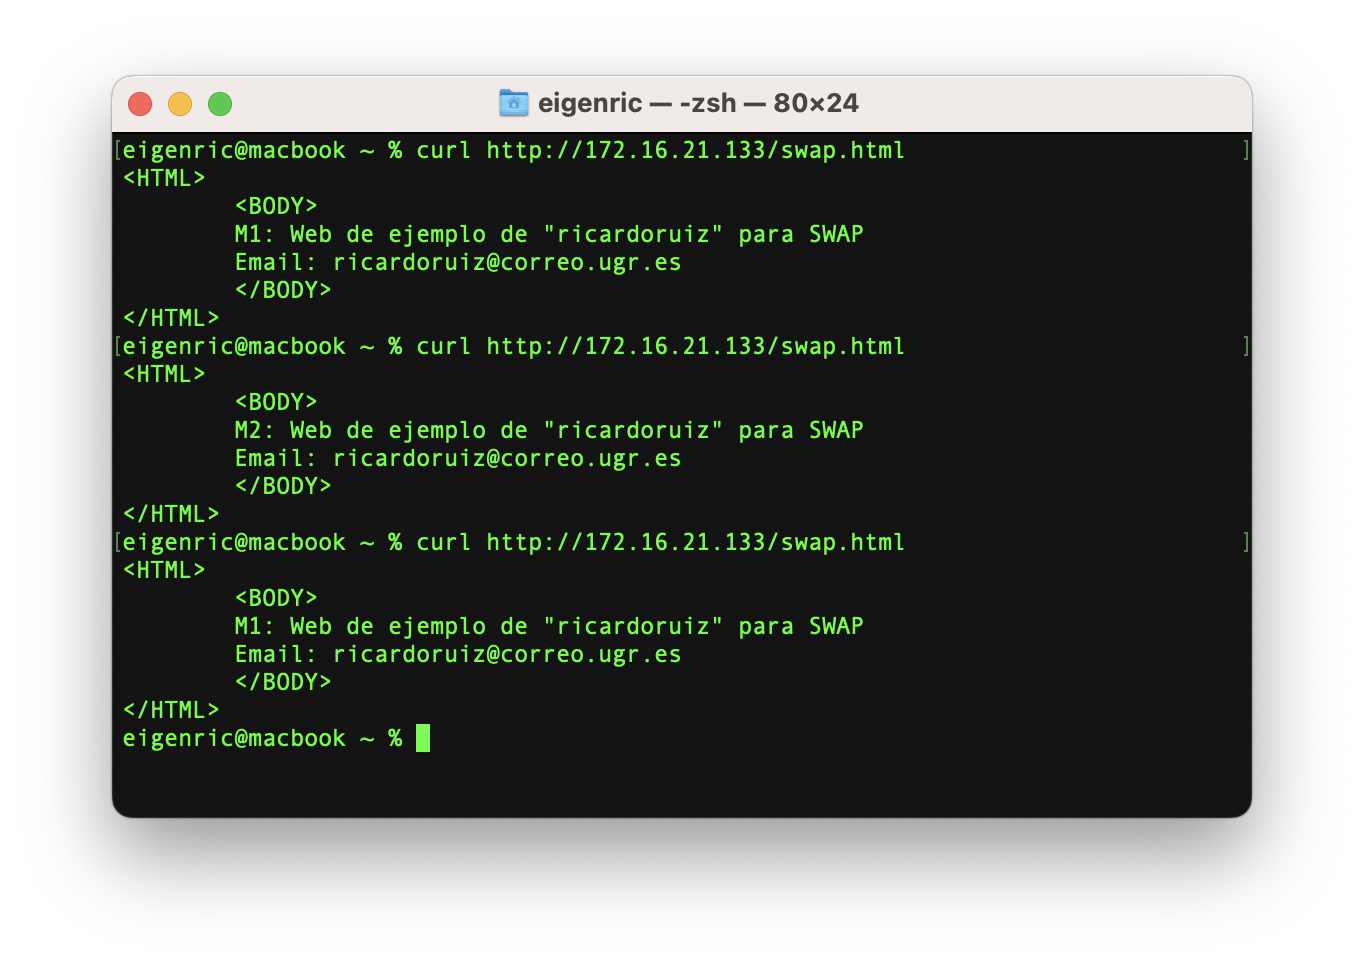 eigenric — -zsh — 80×24
[eigenric@macbook ~ % curl http://172.16.21.133/swap.html ]
<HTML>
        <BODY>
        M1: Web de ejemplo de "ricardoruiz" para SWAP
        Email: ricardoruiz@correo.ugr.es
        </BODY>
</HTML>
[eigenric@macbook ~ % curl http://172.16.21.133/swap.html ]
<HTML>
        <BODY>
        M2: Web de ejemplo de "ricardoruiz" para SWAP
        Email: ricardoruiz@correo.ugr.es
        </BODY>
</HTML>
[eigenric@macbook ~ % curl http://172.16.21.133/swap.html ]
<HTML>
        <BODY>
        M1: Web de ejemplo de "ricardoruiz" para SWAP
        Email: ricardoruiz@correo.ugr.es
        </BODY>
</HTML>
eigenric@macbook ~ %